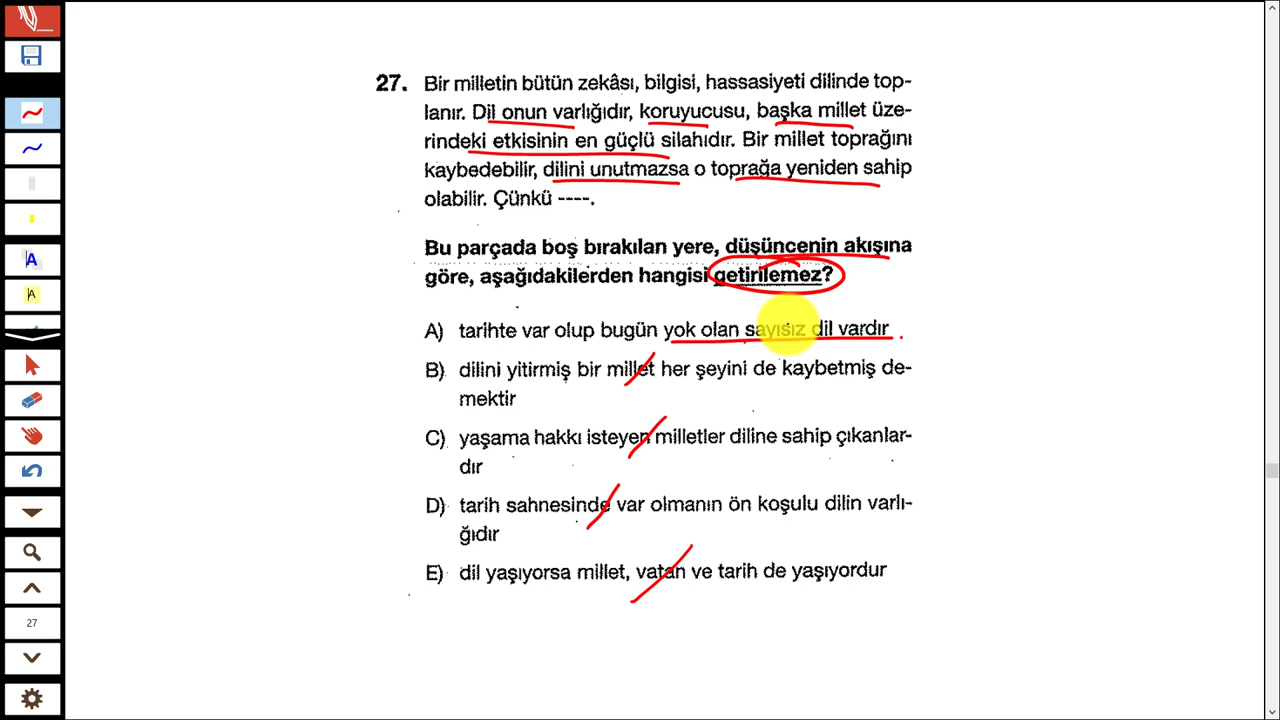 27. Bir milletin bütün zekâsı, bilgisi, hassasiyeti dilinde top-
lanır. Dil onun varlığıdır, koruyucusu, başka millet üze-
rindeki etkisinin en güçlü silahıdır. Bir millet toprağını
kaybedebilir, dilini unutmazsa o toprağa yeniden sahip
olabilir. Çünkü ----.
Bu parçada boş bırakılan yere, düşüncenin akışına
göre, aşağıdakilerden hangisi getirilemez?
A) tarihte var olup bugün yok olan sayısız dil vardır
B) dilini yitirmiş bir millet her şeyini de kaybetmiş de-
mektir
C) yaşama hakkı isteyen milletler diline sahip çıkanlar-
dır
D) tarih sahnesinde var olmanın ön koşulu dilin varlı-
ğıdır
E) dil yaşıyorsa millet, vatan ve tarih de yaşıyordur
A
A
27